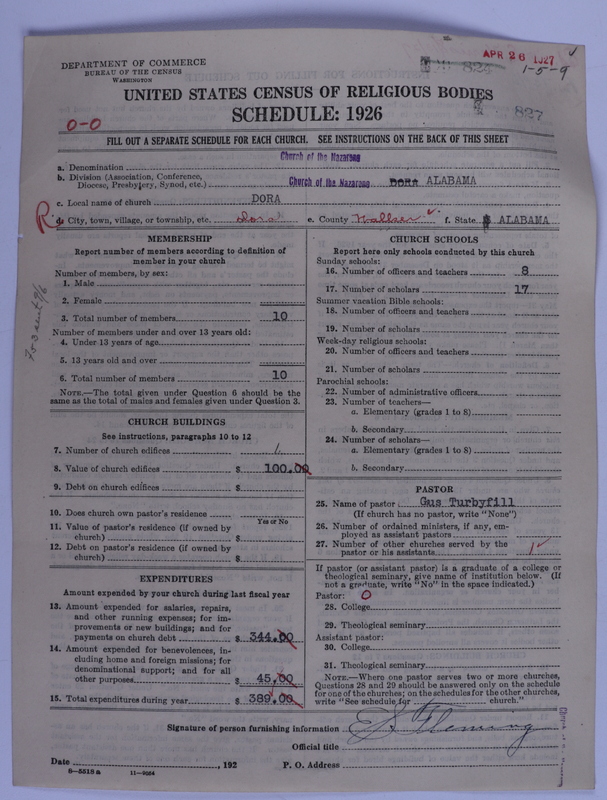 DEPARTMENT OF COMMERCE
BUREAU OF THE CENSUS
WASHINGTON
APR 26 1927
824
1-5-9
UNITED STATES CENSUS OF RELIGIOUS BODIES
SCHEDULE: 1926
827
0-0
FILL OUT A SEPARATE SCHEDULE FOR EACH CHURCH. SEE INSTRUCTIONS ON THE BACK OF THIS SHEET
a. Denomination Church of the Nazarene
b. Division (Association, Conference, Diocese, Presbytery, Synod, etc.) Church of the Nazarene DORA ALABAMA
c. Local name of church DORA
R d. City, town, village, or township, etc. Dora e. County Walker f. State ALABAMA
MEMBERSHIP
Report number of members according to definition of
member in your church
Number of members, by sex:
1. Male
2. Female
3. Total number of members 10
Number of members under and over 13 years old:
4. Under 13 years of age
5. 13 years old and over
6. Total number of members 10
NOTE.—The total given under Question 6 should be
same as the total of males and females given under Question 3.
CHURCH BUILDINGS
See instructions, paragraphs 10 to 12
7. Number of church edifices 1
8. Value of church edifices $ 100.00
9. Debt on church edifices $
10. Does church own pastor's residence
Yes or No
11. Value of pastor's residence (if owned by
church) $
12. Debt on pastor's residence (if owned by
church) $
EXPENDITURES
Amount expended by your church during last fiscal year
13. Amount expended for salaries, repairs,
and other running expenses; for im-
provements or new buildings; and for
payments on church debt $ 344.00
14. Amount expended for benevolences, in-
cluding home and foreign missions; for
denominational support; and for all
other purposes $ 45.00
15. Total expenditures during year $ 389.00
CHURCH SCHOOLS
Report here only schools conducted by this church
Sunday schools:
16. Number of officers and teachers 8
17. Number of scholars 17
Summer vacation Bible schools:
18. Number of officers and teachers
19. Number of scholars
Week-day religious schools:
20. Number of officers and teachers
21. Number of scholars
Parochial schools:
22. Number of administrative officers
23. Number of teachers—
a. Elementary (grades 1 to 8)
b. Secondary
24. Number of scholars—
a. Elementary (grades 1 to 8)
b. Secondary
PASTOR
25. Name of pastor Gus Turbyfill
(If church has no pastor, write "None")
26. Number of ordained ministers, if any, em-
ployed as assistant pastors
27. Number of other churches served by the
pastor or his assistants 1
If pastor (or assistant pastor) is a graduate of a college or
theological seminary, give name of institution below. (If
not a graduate, write "No" in the space indicated.)
Pastor: 0
28. College
29. Theological seminary
Assistant pastor:
30. College
31. Theological seminary
NOTE.—Where one pastor serves two or more churches,
Questions 28 and 29 should be answered only on the schedule
for one of the churches; on the schedules for the other churches,
write "See schedule for church."
Signature of person furnishing information Fleming
Official title
Date , 192 P. O. Address
8-5518 a 11-9054